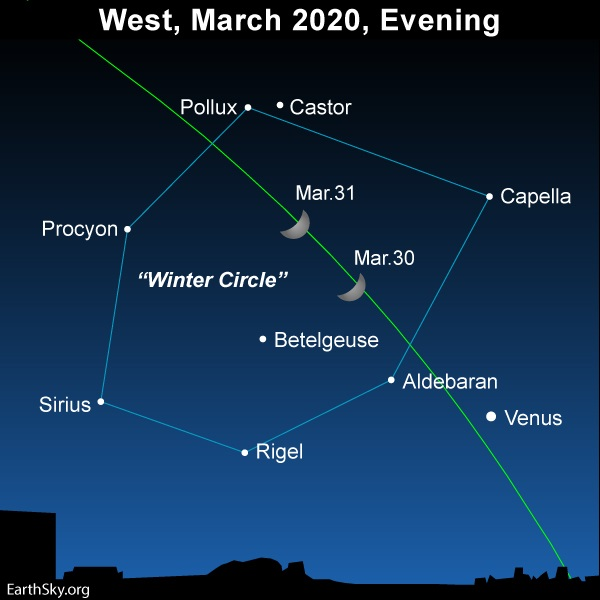 West, March 2020, Evening
Pollux
Castor
Mar.31
Capella
Procyon
Mar.30
“Winter Circle”
Betelgeuse
Aldebaran
Sirius
Venus
Rigel
EarthSky.org